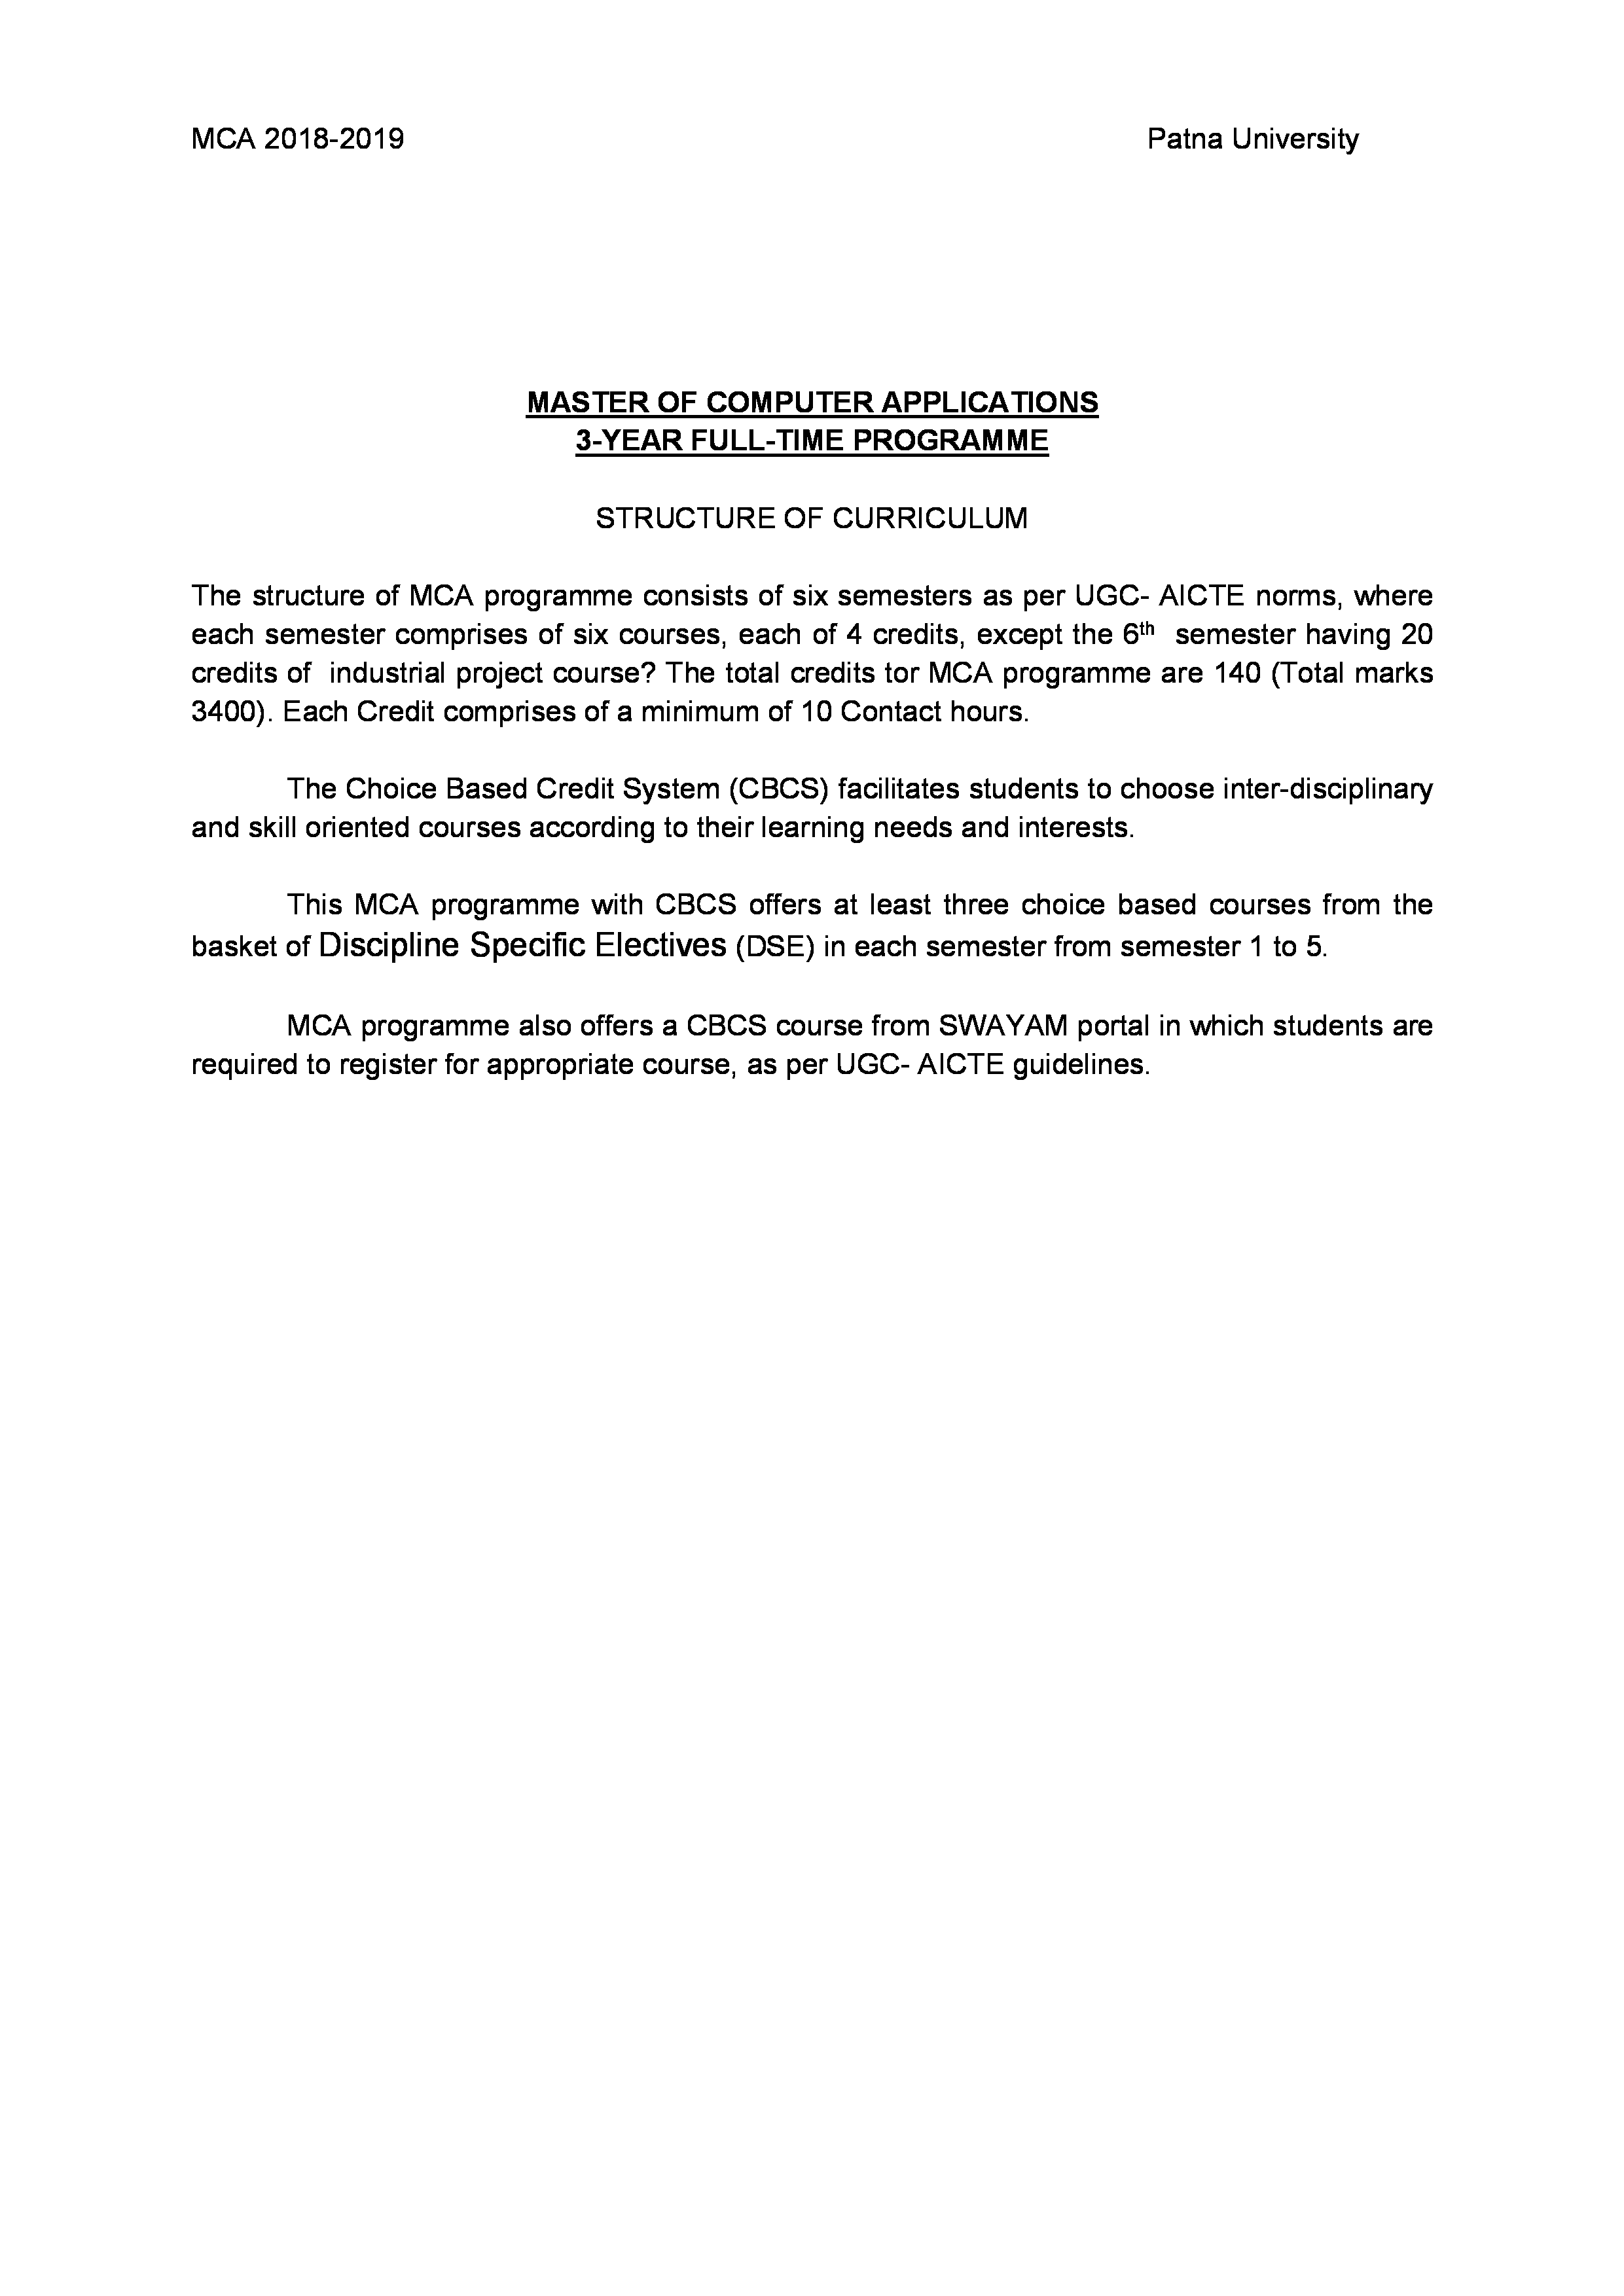 MCA 2018-2019 Patna University
MASTER OF COMPUTER APPLICATIONS
3-YEAR FULL-TIME PROGRAMME
STRUCTURE OF CURRICULUM
The structure of MCA programme consists of six semesters as per UGC- AICTE norms, where
each semester comprises of six courses, each of 4 credits, except the 6th semester having 20
credits of industrial project course? The total credits tor MCA programme are 140 (Total marks
3400). Each Credit comprises of a minimum of 10 Contact hours.
The Choice Based Credit System (CBCS) facilitates students to choose inter-disciplinary
and skill oriented courses according to their learning needs and interests.
This MCA programme with CBCS offers at least three choice based courses from the
basket of Discipline Specific Electives (DSE) in each semester from semester 1 to 5.
MCA programme also offers a CBCS course from SWAYAM portal in which students are
required to register for appropriate course, as per UGC- AICTE guidelines.